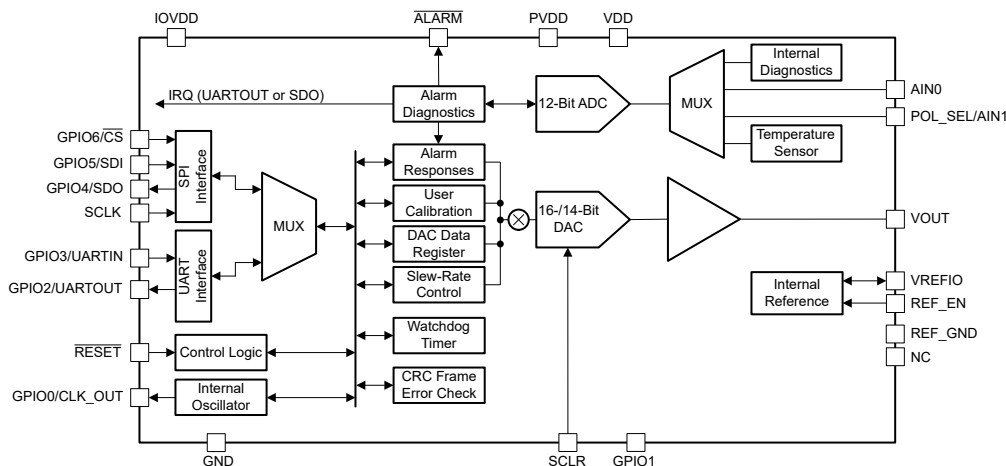 IOVDD
ALARM
PVDD
VDD
IRQ (UARTOUT or SDO)
Alarm
Diagnostics
12-Bit ADC
MUX
Internal
Diagnostics
AIN0
POL_SEL/AIN1
Temperature
Sensor
GPIO6/CS
GPIO5/SDI
GPIO4/SDO
SCLK
SPI
Interface
GPIO3/UARTIN
GPIO2/UARTOUT
UART
Interface
MUX
Alarm
Responses
User
Calibration
DAC Data
Register
Slew-Rate
Control
16-/14-Bit
DAC
VOUT
Internal
Reference
VREFIO
REF_EN
REF_GND
NC
RESET
Control Logic
Watchdog
Timer
GPIO0/CLK_OUT
Internal
Oscillator
CRC Frame
Error Check
GND
SCLR
GPIO1